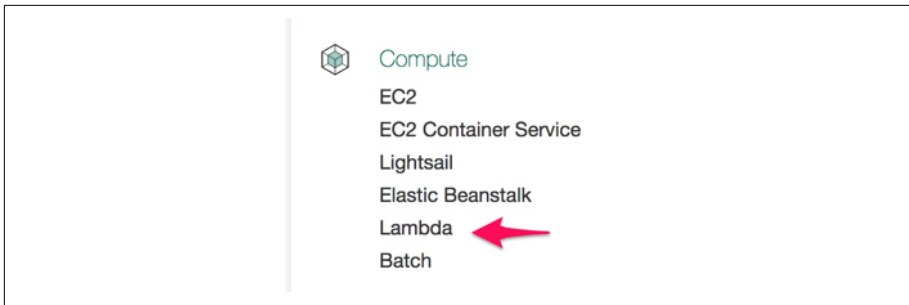 Compute
EC2
EC2 Container Service
Lightsail
Elastic Beanstalk
Lambda
Batch